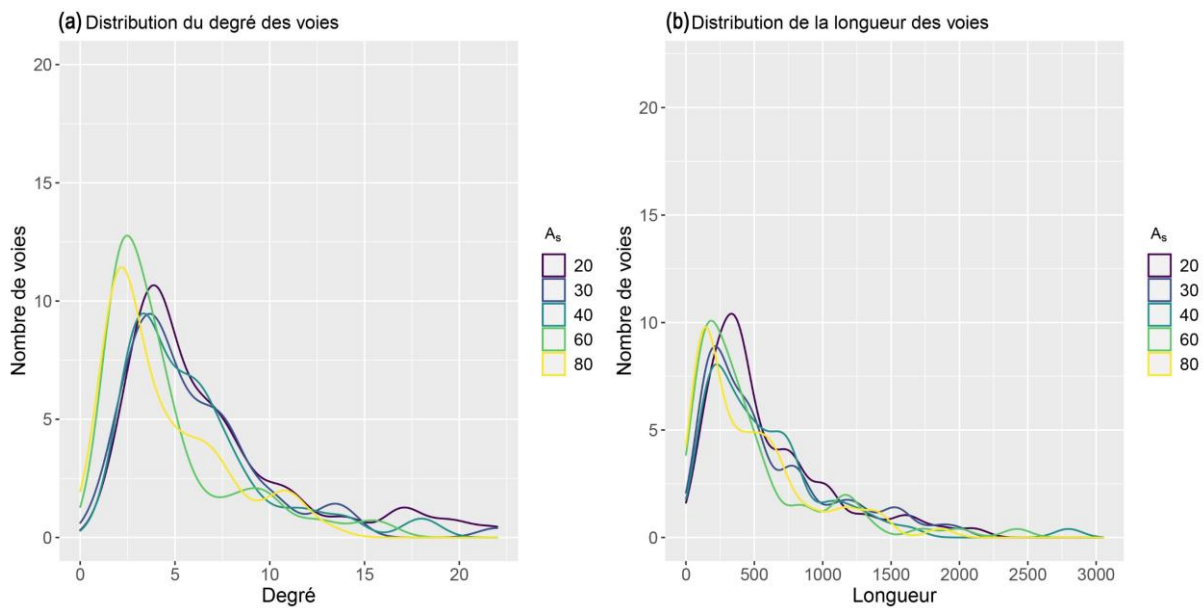 (a) Distribution du degré des voies
20
15
10
5
0
Nombre de voies
0 5 10 15 20
Degré
As
20
30
40
60
80
(b) Distribution de la longueur des voies
20
15
10
5
0
Nombre de voies
0 500 1000 1500 2000 2500 3000
Longueur
As
20
30
40
60
80